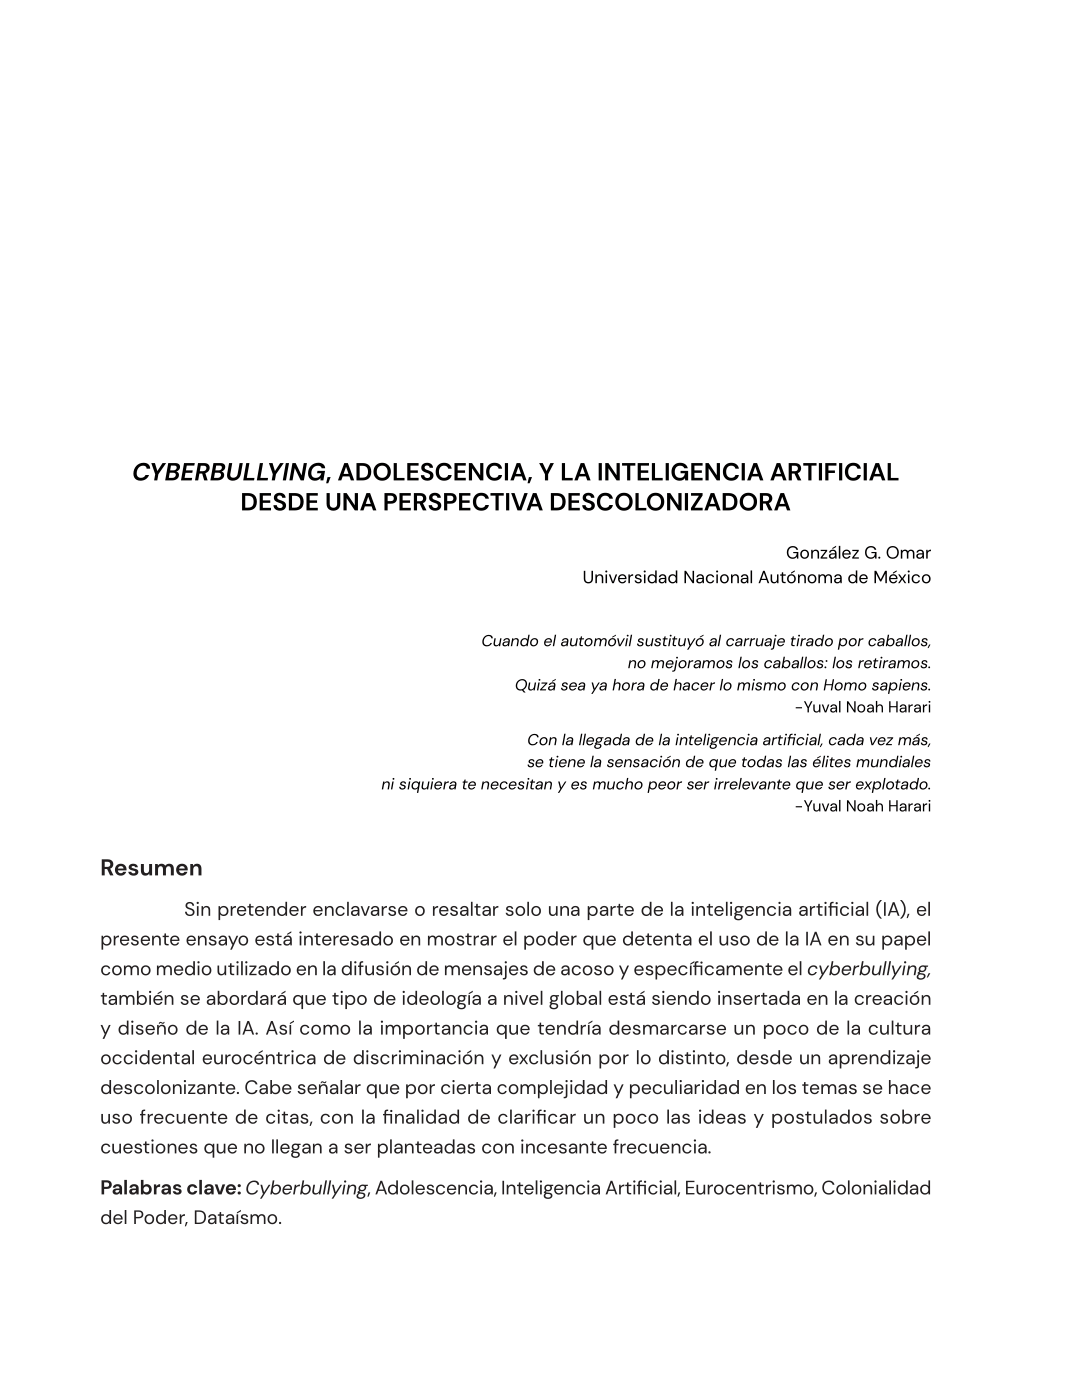 CYBERBULLYING, ADOLESCENCIA, Y LA INTELIGENCIA ARTIFICIAL
DESDE UNA PERSPECTIVA DESCOLONIZADORA
González G. Omar
Universidad Nacional Autónoma de México
Cuando el automóvil sustituyó al carruaje tirado por caballos,
no mejoramos los caballos: los retiramos.
Quizá sea ya hora de hacer lo mismo con Homo sapiens.
-Yuval Noah Harari
Con la llegada de la inteligencia artificial, cada vez más,
se tiene la sensación de que todas las élites mundiales
ni siquiera te necesitan y es mucho peor ser irrelevante que ser explotado.
-Yuval Noah Harari
Resumen
Sin pretender enclavarse o resaltar solo una parte de la inteligencia artificial (IA), el
presente ensayo está interesado en mostrar el poder que detenta el uso de la IA en su papel
como medio utilizado en la difusión de mensajes de acoso y específicamente el cyberbullying,
también se abordará que tipo de ideología a nivel global está siendo insertada en la creación
y diseño de la IA. Así como la importancia que tendría desmarcarse un poco de la cultura
occidental eurocéntrica de discriminación y exclusión por lo distinto, desde un aprendizaje
descolonizante. Cabe señalar que por cierta complejidad y peculiaridad en los temas se hace
uso frecuente de citas, con la finalidad de clarificar un poco las ideas y postulados sobre
cuestiones que no llegan a ser planteadas con incesante frecuencia.
Palabras clave: Cyberbullying, Adolescencia, Inteligencia Artificial, Eurocentrismo, Colonialidad
del Poder, Dataísmo.